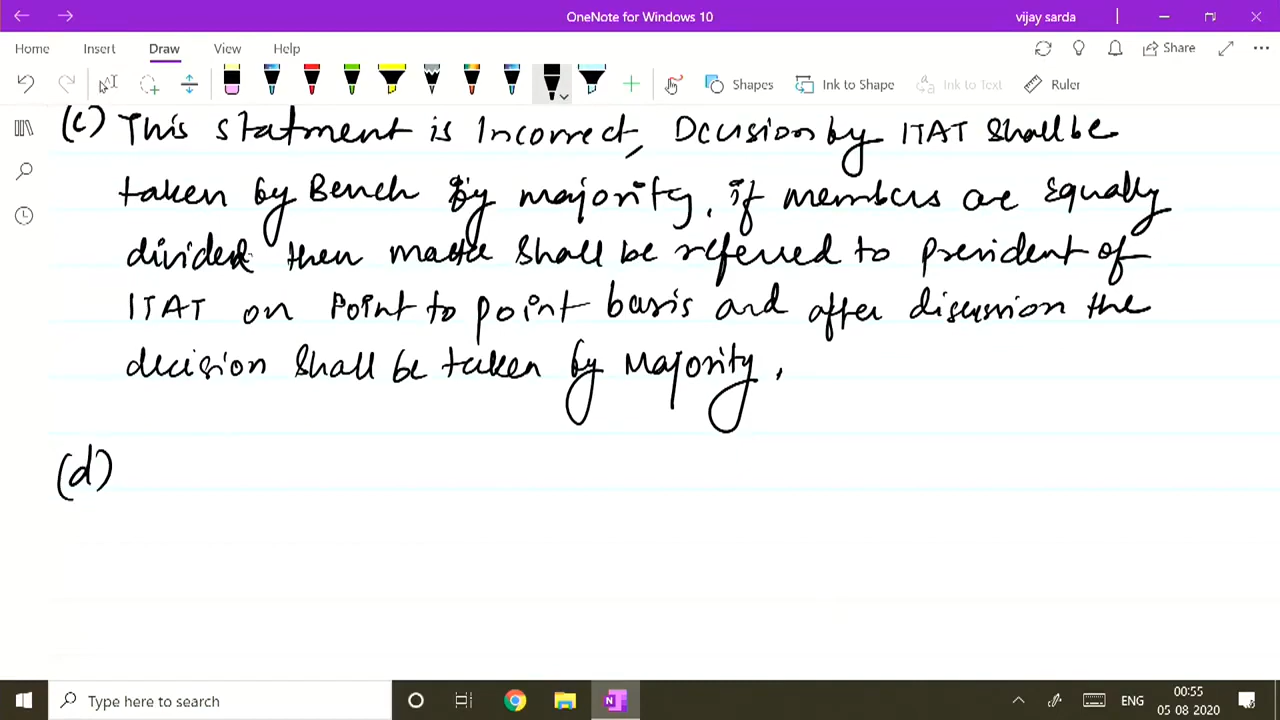 OneNote for Windows 10
vijay sarda
Home Insert Draw View Help
Share
Shapes Ink to Shape Ink to Text Ruler
(c) This statment is Incorrect, Decision by ITAT shall be
taken by Bench by majority, if members are Equally
divided then matter shall be referred to president of
ITAT on Point to point basis and after discussion the
decision shall be taken by Majority.
(d)
Type here to search
ENG
00:55
05-08-2020